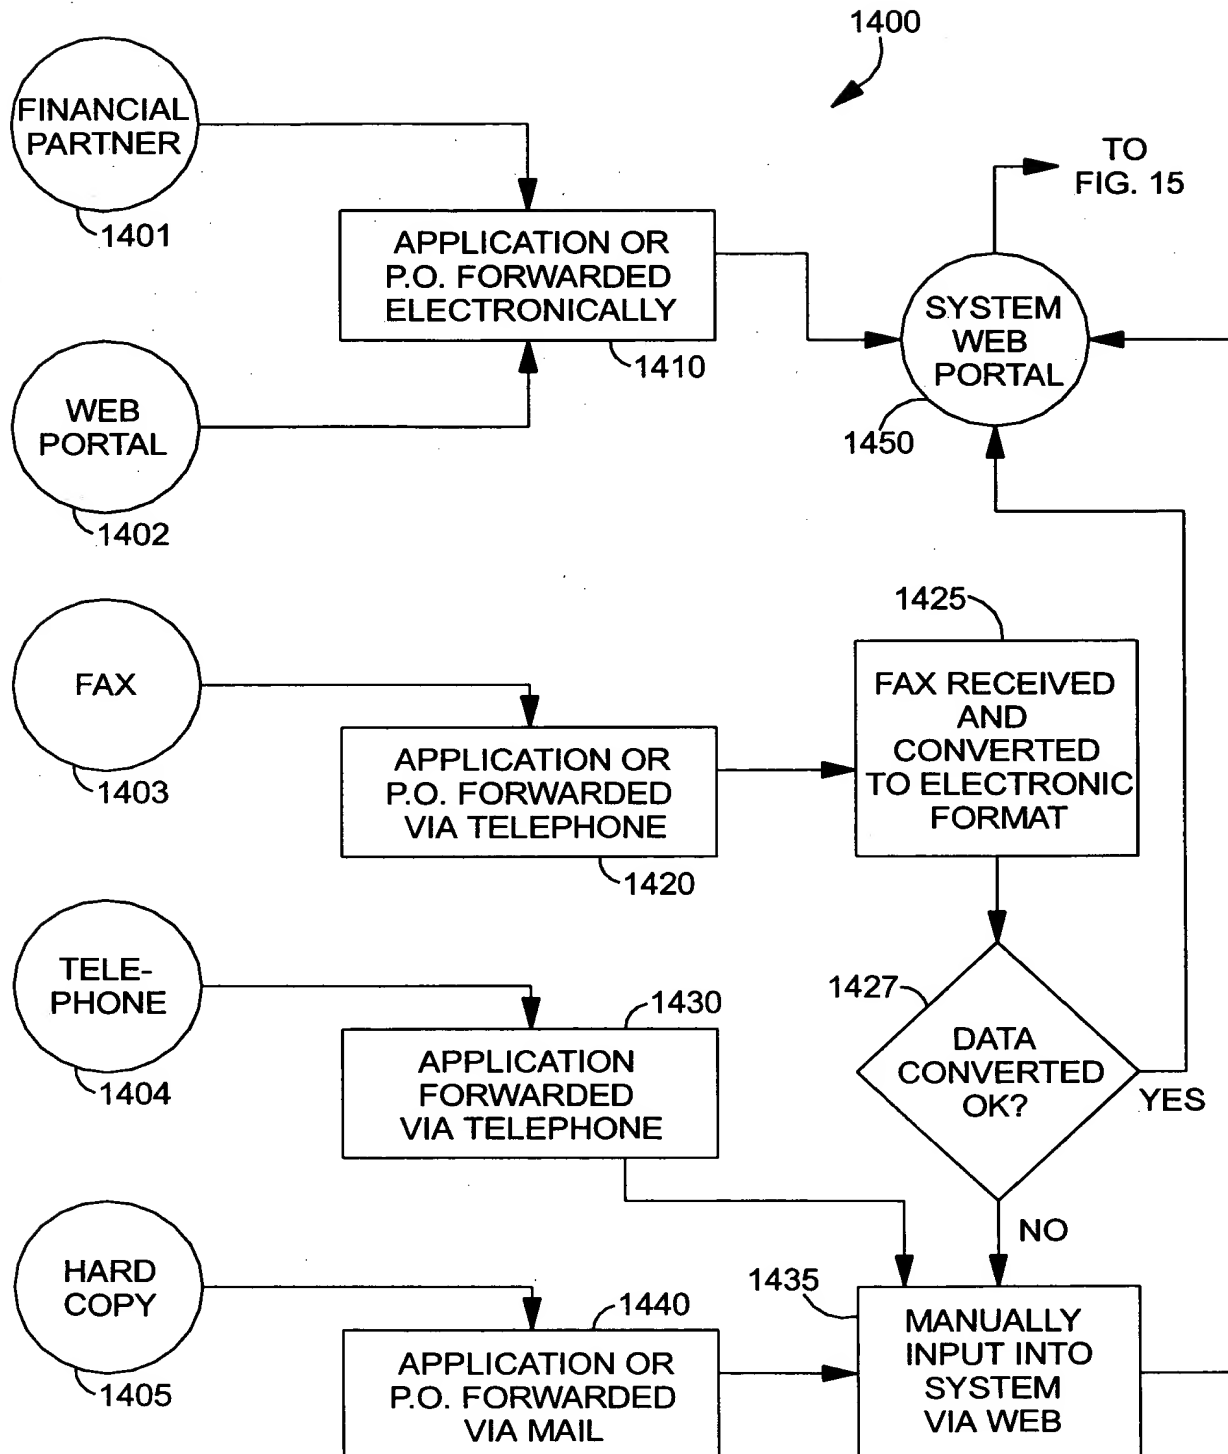 1400
FINANCIAL
PARTNER
1401
TO
FIG. 15
APPLICATION OR
P.O. FORWARDED
ELECTRONICALLY
1410
SYSTEM
WEB
PORTAL
1450
WEB
PORTAL
1402
FAX
1403
APPLICATION OR
P.O. FORWARDED
VIA TELEPHONE
1420
1425
FAX RECEIVED
AND
CONVERTED
TO ELECTRONIC
FORMAT
TELE-
PHONE
1404
1430
APPLICATION
FORWARDED
VIA TELEPHONE
1427
DATA
CONVERTED
OK?
YES
NO
HARD
COPY
1405
1440
APPLICATION OR
P.O. FORWARDED
VIA MAIL
1435
MANUALLY
INPUT INTO
SYSTEM
VIA WEB